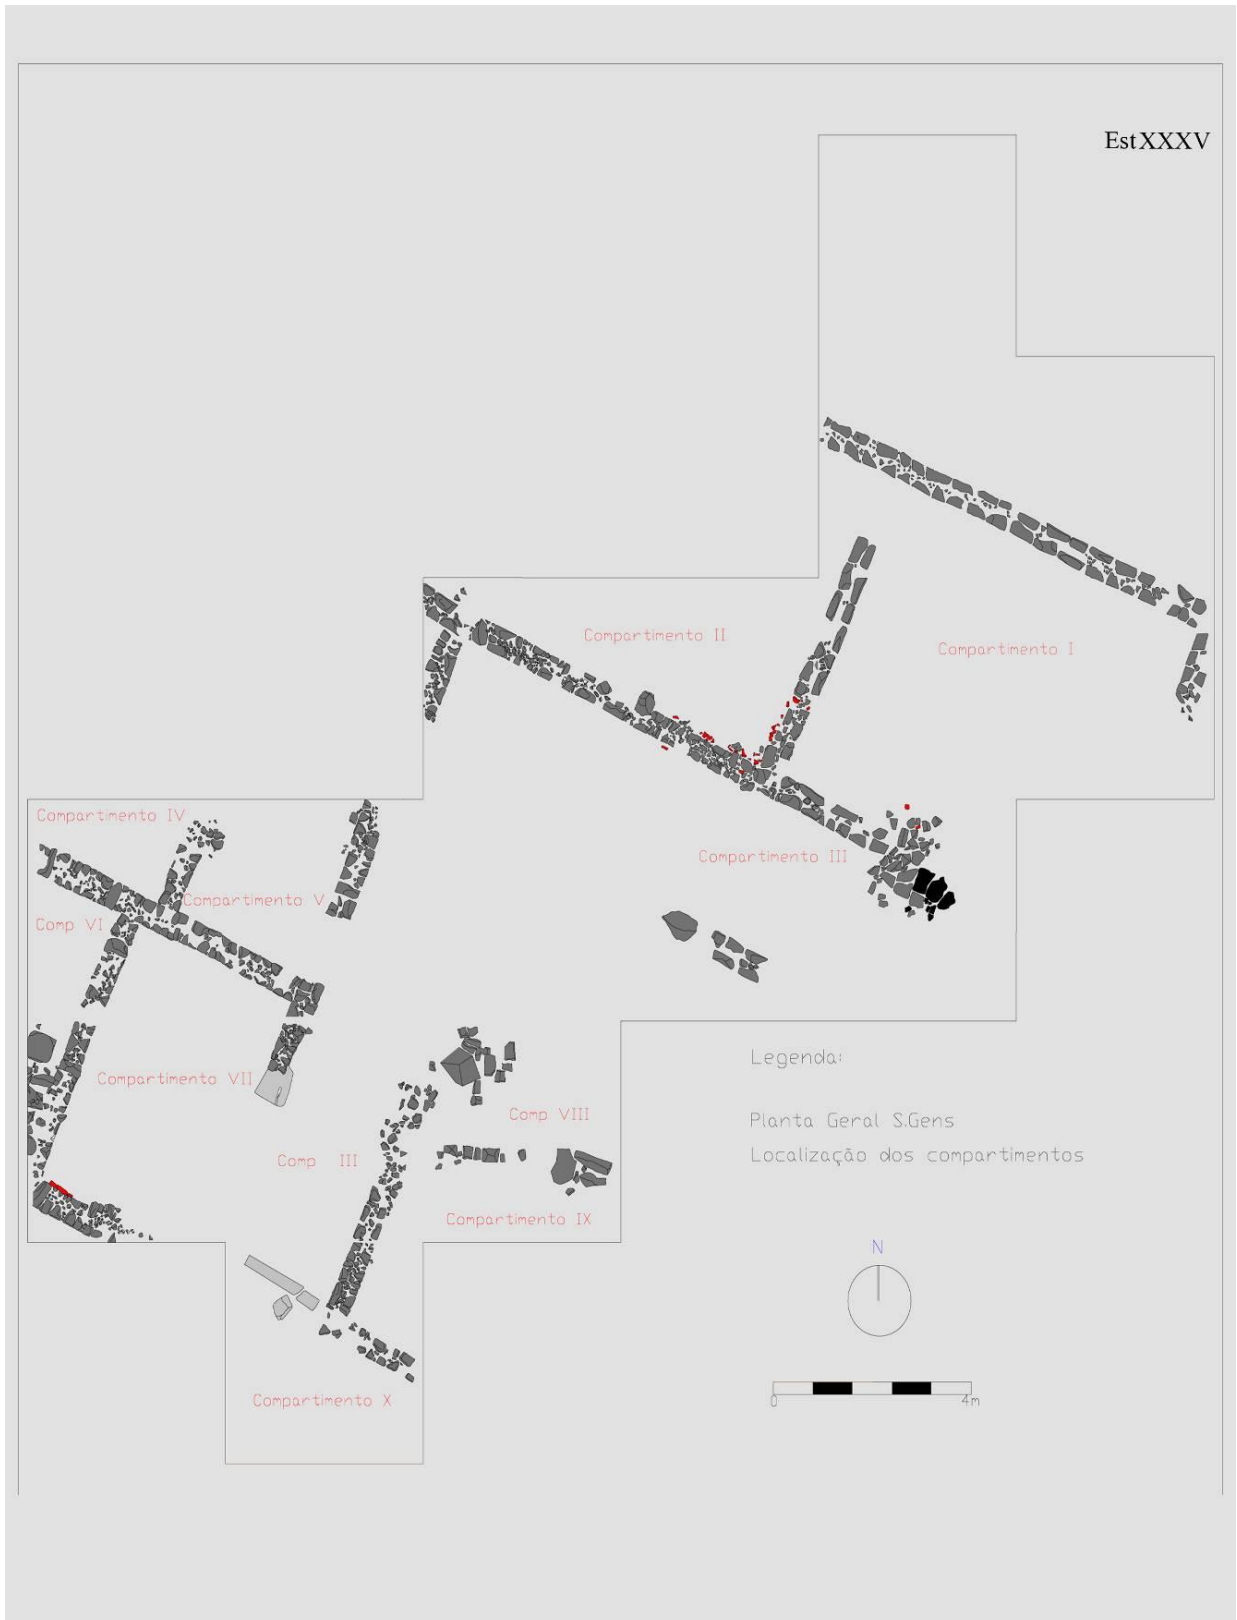 EstXXXV
Compartimento II
Compartimento I
Compartimento IV
Compartimento III
Compartimento V
Comp VI
Compartimento VII
Comp VIII
Comp III
Compartimento IX
Compartimento X
Legenda:
Planta Geral S.Gens
Localização dos compartimentos
N
0 4m